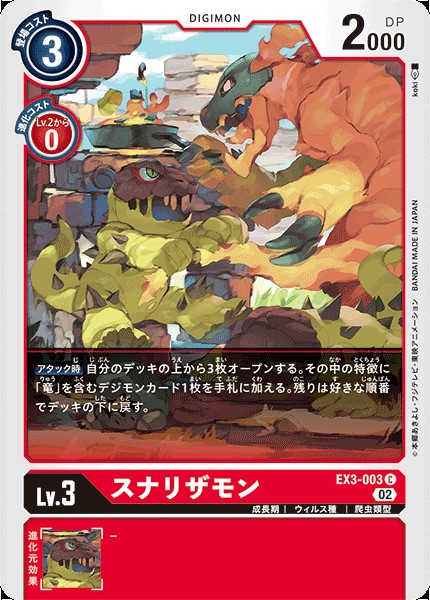 登場コスト
3
DIGIMON
DP
2000
進化コスト
Lv.2から
0
koki
©本郷あきよし・フジテレビ・東映アニメーション BANDAI MADE IN JAPAN
アタック時 自分のデッキの上から3枚オープンする。その中の特徴に
「竜」を含むデジモンカード1枚を手札に加える。残りは好きな順番
でデッキの下に戻す。
EX3-003 C
02
Lv.3
スナリザモン
成長期 | ウィルス種 | 爬虫類型
進化元効果
-